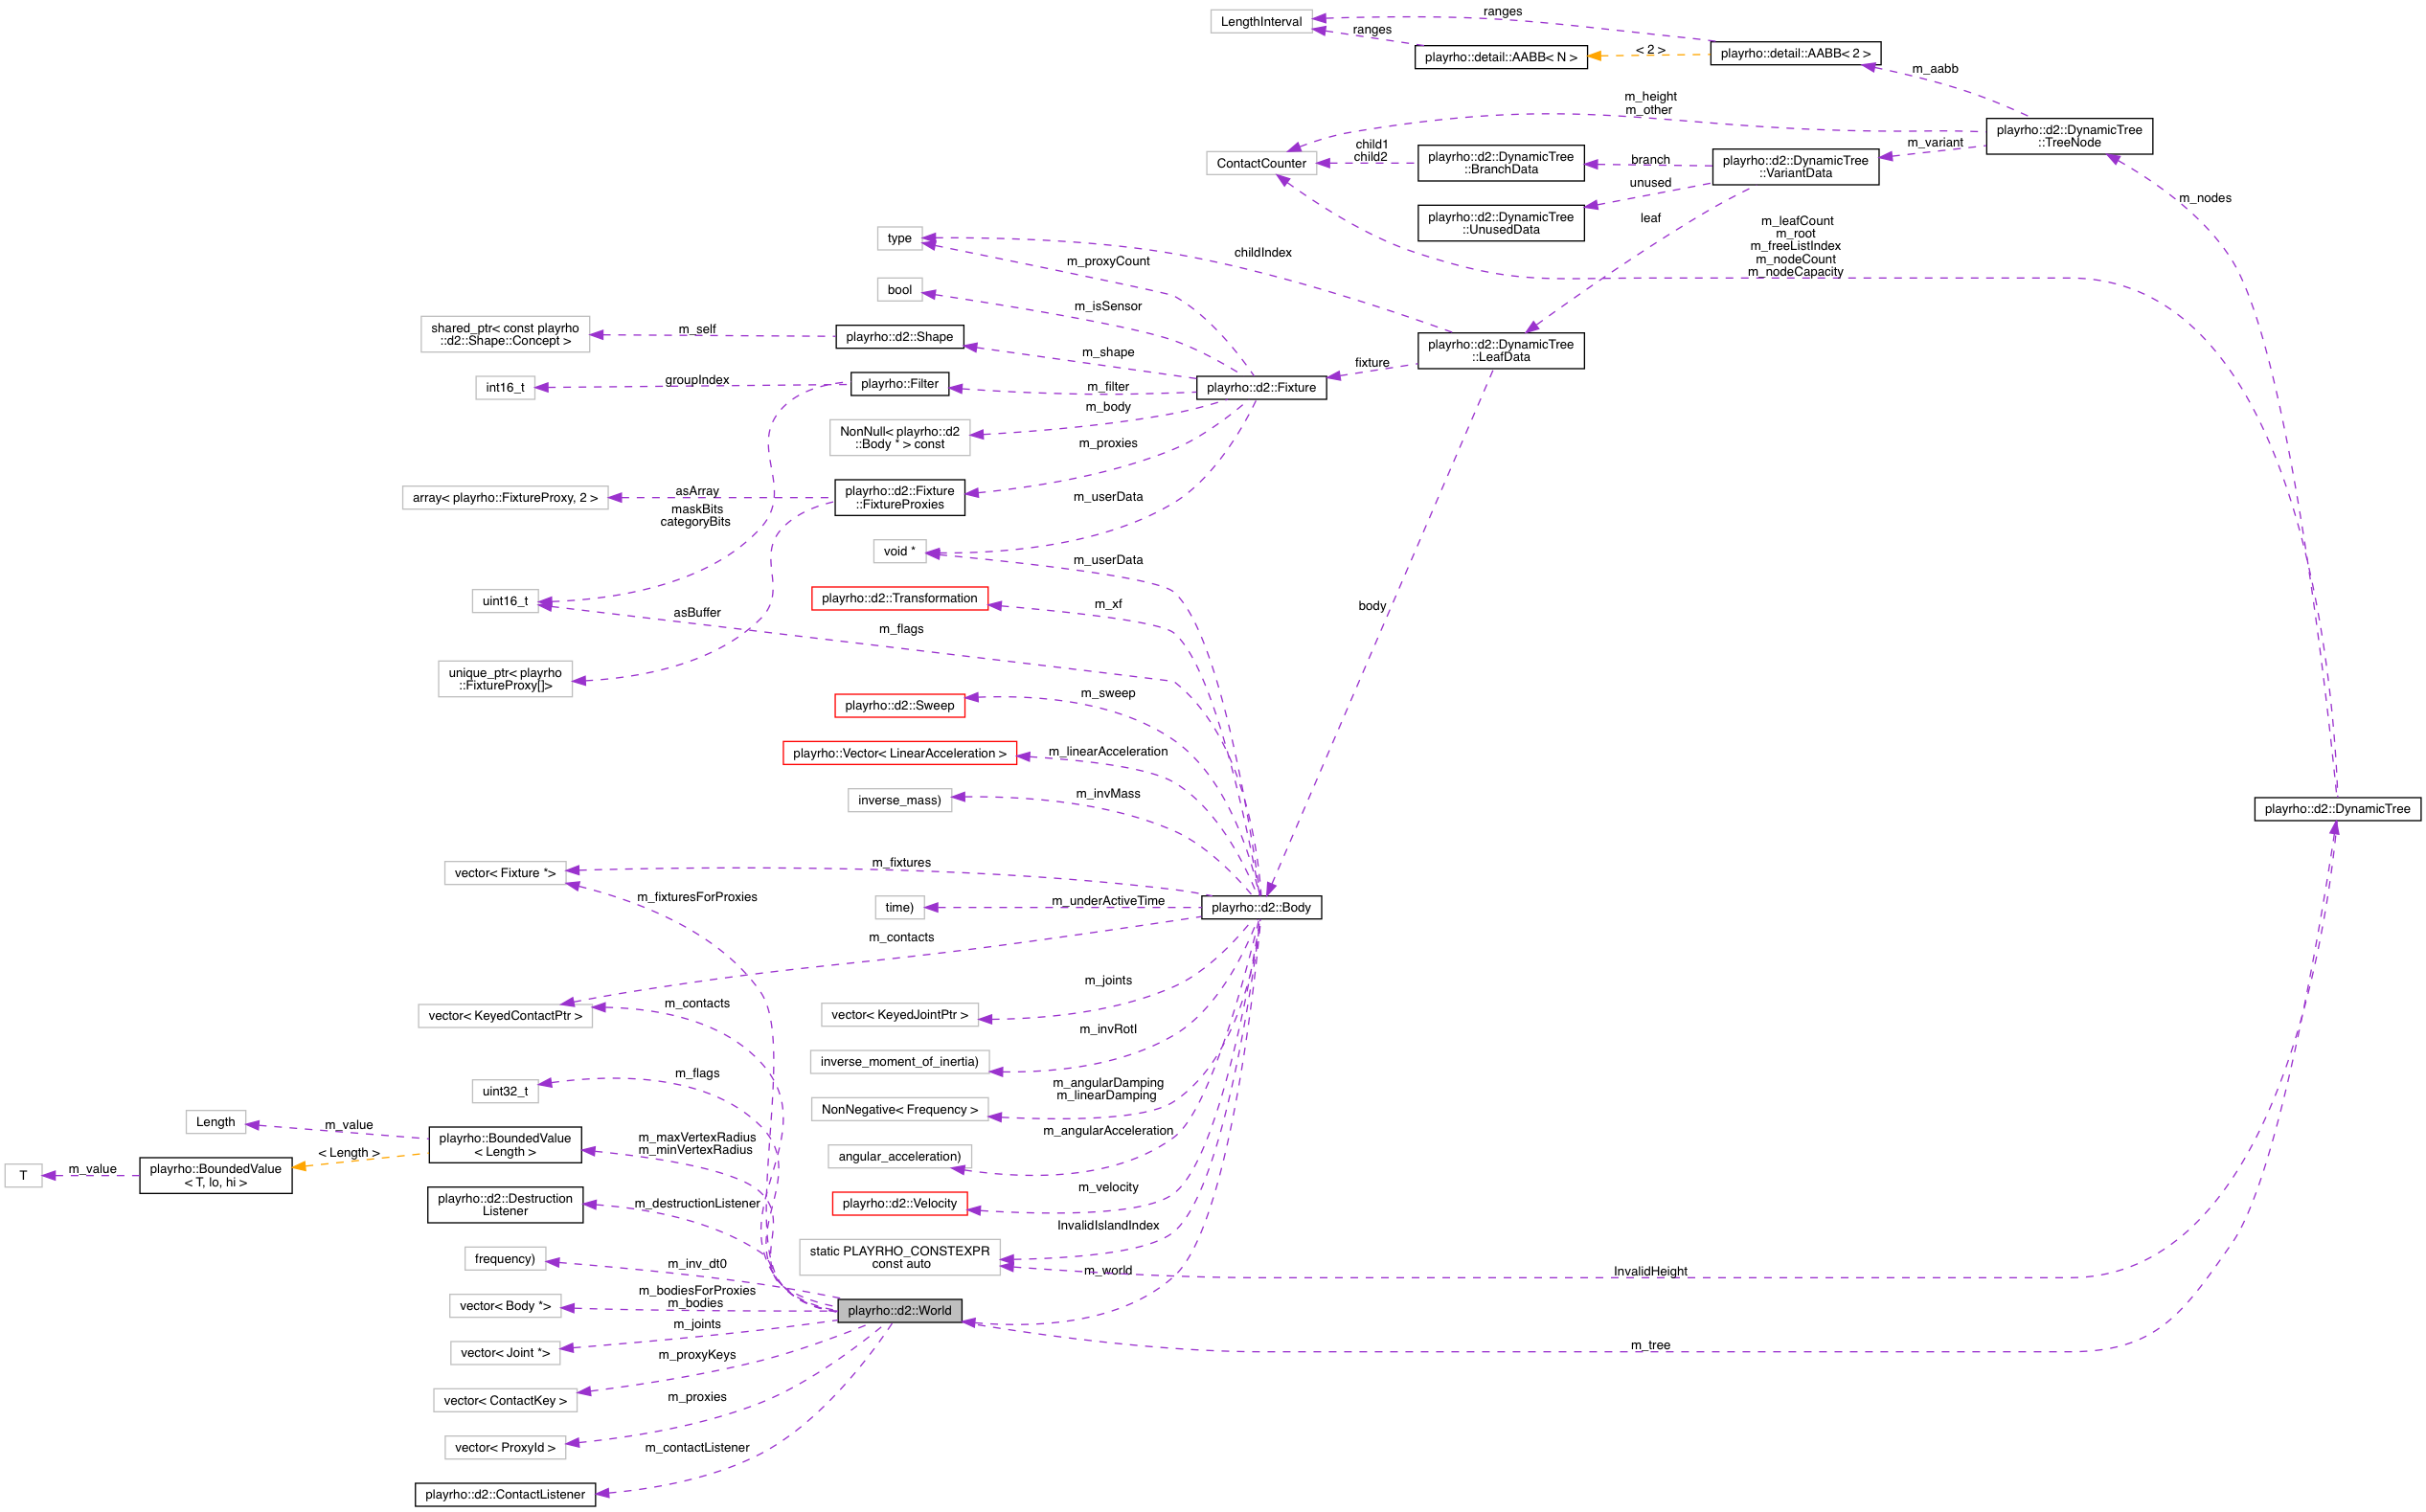 ranges
LengthInterval
ranges
playrho::detail::AABB< N >
< 2 >
playrho::detail::AABB< 2 >
m_aabb
m_height
m_other
playrho::d2::DynamicTree
::TreeNode
m_variant
ContactCounter
child1
child2
playrho::d2::DynamicTree
::BranchData
branch
playrho::d2::DynamicTree
::VariantData
unused
playrho::d2::DynamicTree
::UnusedData
leaf
m_nodes
m_leafCount
m_root
m_freeListIndex
m_nodeCount
m_nodeCapacity
type
childIndex
m_proxyCount
bool
m_isSensor
shared_ptr< const playrho
::d2::Shape::Concept >
m_self
playrho::d2::Shape
m_shape
playrho::d2::DynamicTree
::LeafData
fixture
int16_t
groupIndex
playrho::Filter
m_filter
playrho::d2::Fixture
m_body
NonNull< playrho::d2
::Body * > const
m_proxies
array< playrho::FixtureProxy, 2 >
asArray
playrho::d2::Fixture
::FixtureProxies
m_userData
maskBits
categoryBits
void *
m_userData
uint16_t
playrho::d2::Transformation
m_xf
body
asBuffer
m_flags
unique_ptr< playrho
::FixtureProxy[]>
playrho::d2::Sweep
m_sweep
playrho::Vector< LinearAcceleration >
m_linearAcceleration
inverse_mass)
m_invMass
playrho::d2::DynamicTree
vector< Fixture *>
m_fixtures
m_fixturesForProxies
time)
m_underActiveTime
playrho::d2::Body
m_contacts
m_joints
vector< KeyedContactPtr >
m_contacts
vector< KeyedJointPtr >
m_invRotI
inverse_moment_of_inertia)
uint32_t
m_flags
m_angularDamping
m_linearDamping
NonNegative< Frequency >
Length
m_value
playrho::BoundedValue
< Length >
m_maxVertexRadius
m_minVertexRadius
m_angularAcceleration
angular_acceleration)
T
m_value
playrho::BoundedValue
< T, lo, hi >
< Length >
playrho::d2::Destruction
Listener
m_destructionListener
playrho::d2::Velocity
m_velocity
InvalidIslandIndex
static PLAYRHO_CONSTEXPR
const auto
m_world
InvalidHeight
frequency)
m_inv_dt0
m_bodiesForProxies
m_bodies
vector< Body *>
playrho::d2::World
m_joints
vector< Joint *>
m_tree
m_proxyKeys
vector< ContactKey >
m_proxies
vector< ProxyId >
m_contactListener
playrho::d2::ContactListener